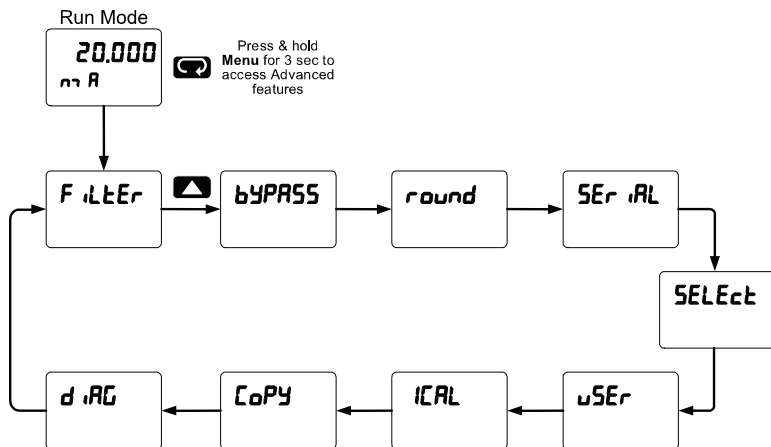 Run Mode
20.000
mA
Press & hold
Menu for 3 sec to
access Advanced
features
FiLtEr
bYPASS
round
SEriAL
SELEct
diAG
CoPY
ICAL
uSEr